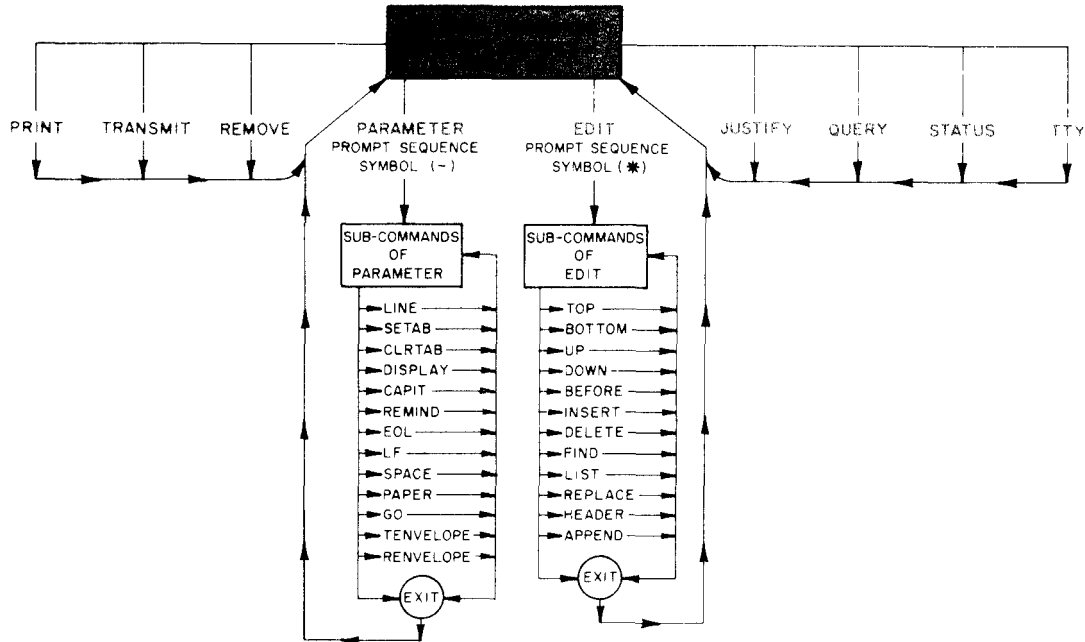 PRINT
TRANSMIT
REMOVE
PARAMETER
PROMPT SEQUENCE
SYMBOL (-)
EDIT
PROMPT SEQUENCE
SYMBOL (*)
JUSTIFY
QUERY
STATUS
TTY
SUB-COMMANDS
OF
PARAMETER
LINE
SETAB
CLRTAB
DISPLAY
CAPIT
REMIND
EOL
LF
SPACE
PAPER
GO
TENVELOPE
RENVELOPE
EXIT
SUB-COMMANDS
OF
EDIT
TOP
BOTTOM
UP
DOWN
BEFORE
INSERT
DELETE
FIND
LIST
REPLACE
HEADER
APPEND
EXIT